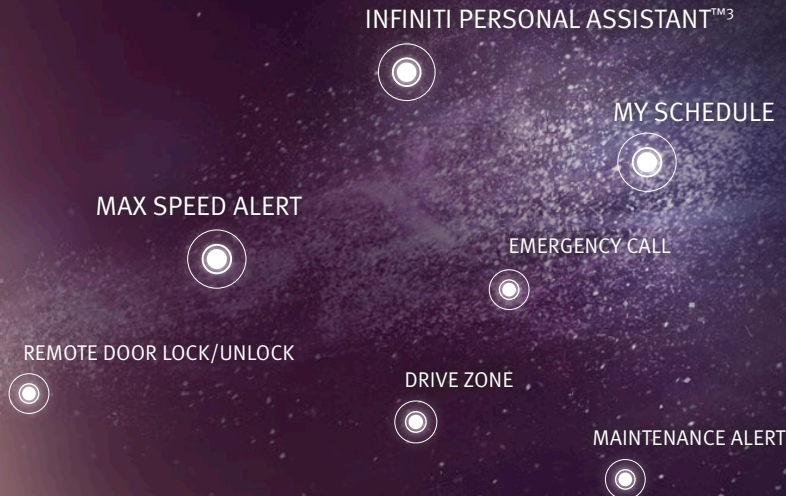 INFINITI PERSONAL ASSISTANT™3
MY SCHEDULE
MAX SPEED ALERT
EMERGENCY CALL
REMOTE DOOR LOCK/UNLOCK
DRIVE ZONE
MAINTENANCE ALERT